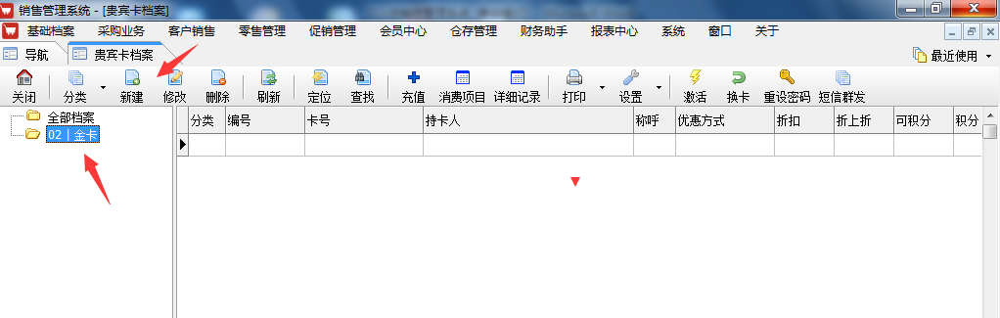 销售管理系统 - [贵宾卡档案]
基础档案 采购业务 客户销售 零售管理 促销管理 会员中心 仓存管理 财务助手 报表中心 系统 窗口 关于
导航 贵宾卡档案 最近使用
关闭 分类 新建 修改 删除 刷新 定位 查找 充值 消费项目 详细记录 打印 设置 激活 换卡 重设密码 短信群发
全部档案
02 | 金卡
分类 编号 卡号 持卡人 称呼 优惠方式 折扣 折上折 可积分 积分